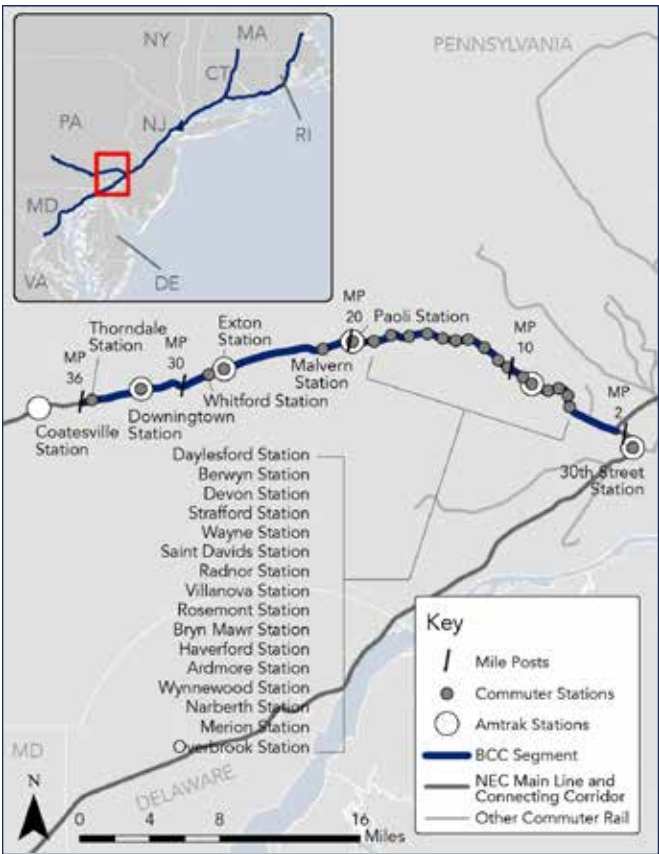 NY
MA
CT
PA
NJ
RI
MD
DE
VA
PENNSYLVANIA
MP
20
Paoli Station
Exton
Station
Thorndale
Station
MP
30
MP
36
Malvern
Station
MP
10
MP
2
Whitford Station
Downingtown
Station
Coatesville
Station
30th Street
Station
Daylesford Station
Berwyn Station
Devon Station
Strafford Station
Wayne Station
Saint Davids Station
Radnor Station
Villanova Station
Rosemont Station
Bryn Mawr Station
Haverford Station
Ardmore Station
Wynnewood Station
Narberth Station
Merion Station
Overbrook Station
Key
Mile Posts
Commuter Stations
Amtrak Stations
BCC Segment
NEC Main Line and
Connecting Corridor
Other Commuter Rail
MD
DELAWARE
N
0 4 8 16
Miles